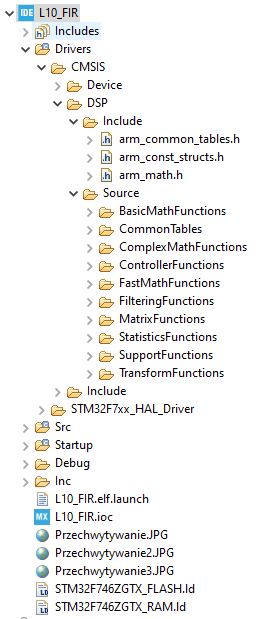 IDE L10_FIR
Includes
Drivers
CMSIS
Device
DSP
Include
.h arm_common_tables.h
.h arm_const_structs.h
.h arm_math.h
Source
BasicMathFunctions
CommonTables
ComplexMathFunctions
ControllerFunctions
FastMathFunctions
FilteringFunctions
MatrixFunctions
StatisticsFunctions
SupportFunctions
TransformFunctions
Include
STM32F7xx_HAL_Driver
Src
Startup
Debug
Inc
L10_FIR.elf.launch
MX L10_FIR.ioc
Przechwytywanie.JPG
Przechwytywanie2.JPG
Przechwytywanie3.JPG
LD STM32F746ZGTX_FLASH.ld
LD STM32F746ZGTX_RAM.ld